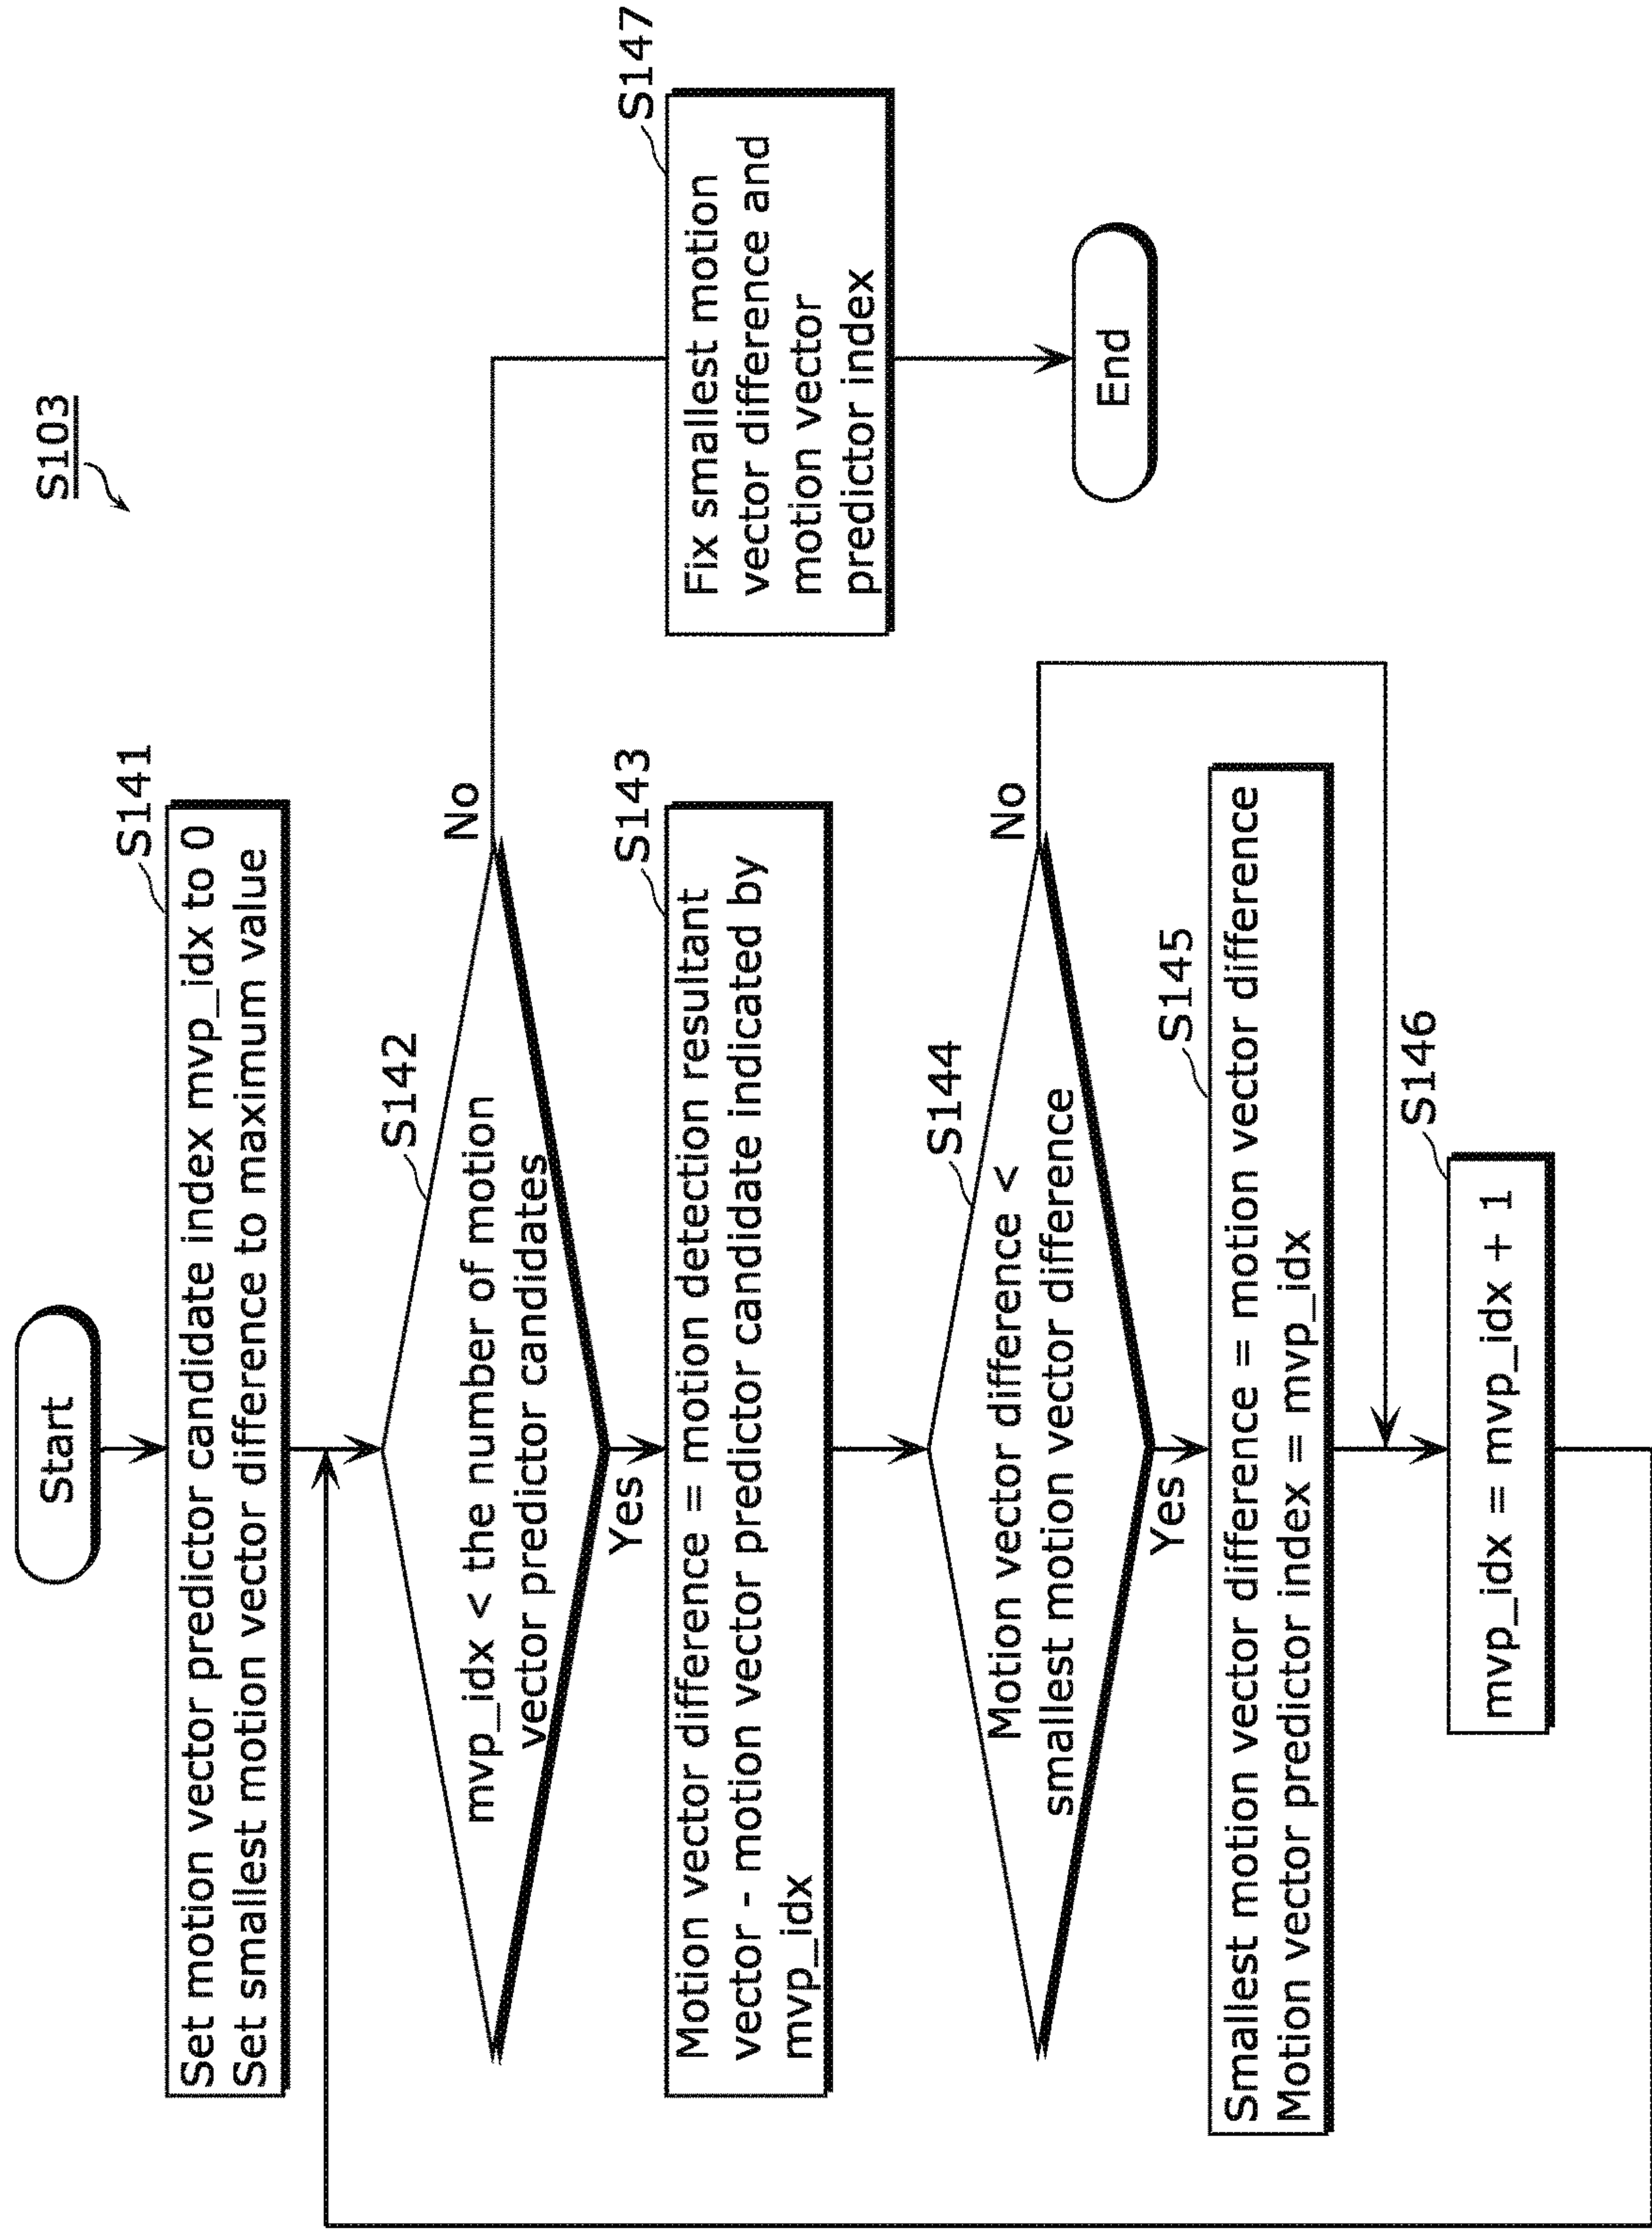 S103
Start
S141
Set motion vector predictor candidate index mvp_idx to 0
Set smallest motion vector difference to maximum value
S142
mvp_idx < the number of motion
vector predictor candidates
No
Yes
S143
Motion vector difference = motion detection resultant
vector - motion vector predictor candidate indicated by
mvp_idx
S144
Motion vector difference <
smallest motion vector difference
No
Yes
S145
Smallest motion vector difference = motion vector difference
Motion vector predictor index = mvp_idx
S146
mvp_idx = mvp_idx + 1
S147
Fix smallest motion
vector difference and
motion vector
predictor index
End